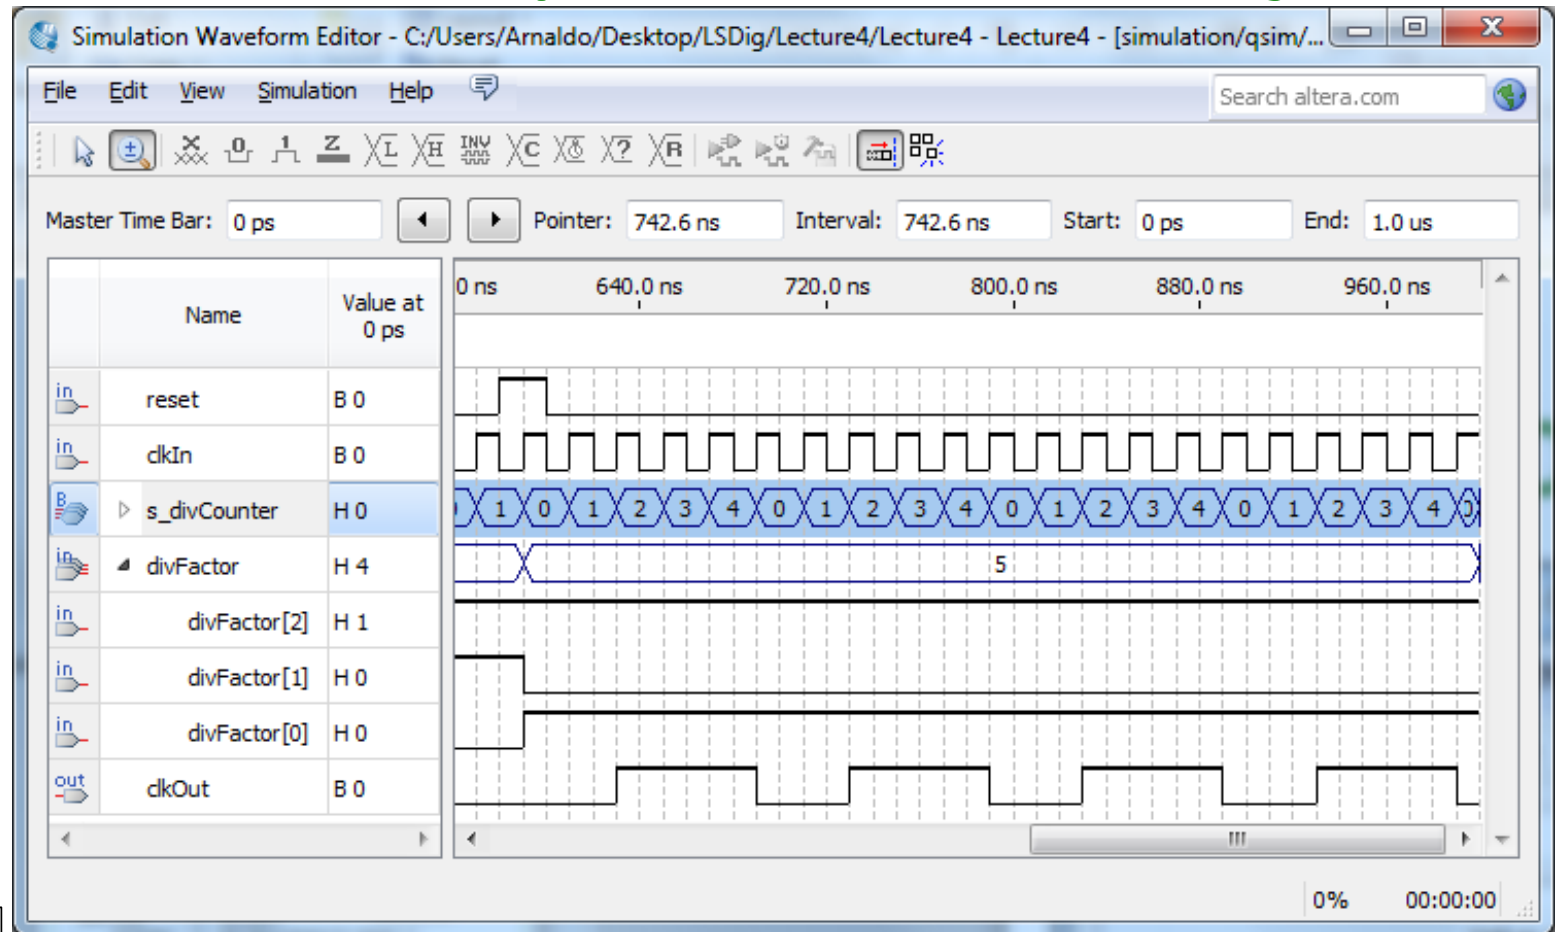 Simulation Waveform Editor - C:/Users/Arnaldo/Desktop/LSDig/Lecture4/Lecture4 - Lecture4 - [simulation/qsim/...
File Edit View Simulation Help
Search altera.com
Master Time Bar: 0 ps Pointer: 742.6 ns Interval: 742.6 ns Start: 0 ps End: 1.0 us
Name Value at 0 ps
0 ns 640.0 ns 720.0 ns 800.0 ns 880.0 ns 960.0 ns
reset B 0
clkIn B 0
s_divCounter H 0 1 0 1 2 3 4 0 1 2 3 4 0 1 2 3 4 0 1 2 3 4 0
divFactor H 4 5
divFactor[2] H 1
divFactor[1] H 0
divFactor[0] H 0
clkOut B 0
0% 00:00:00